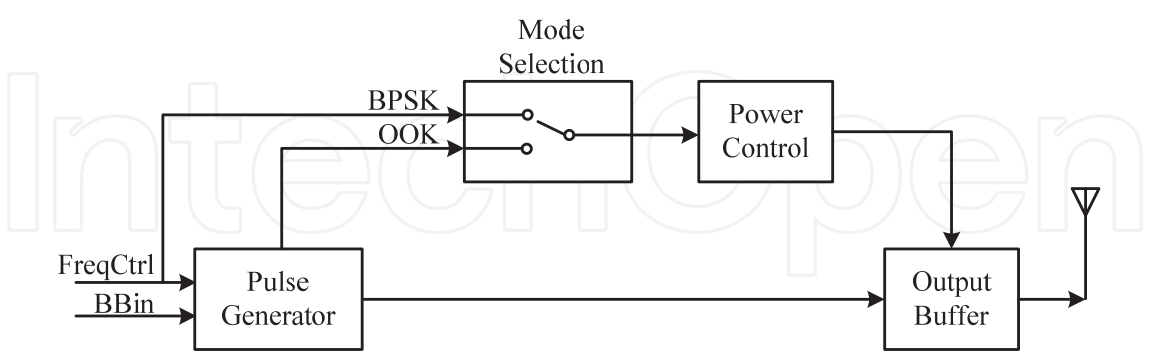 Mode
Selection
BPSK
OOK
Power
Control
FreqCtrl
BBin
Pulse
Generator
Output
Buffer
IntechOpen